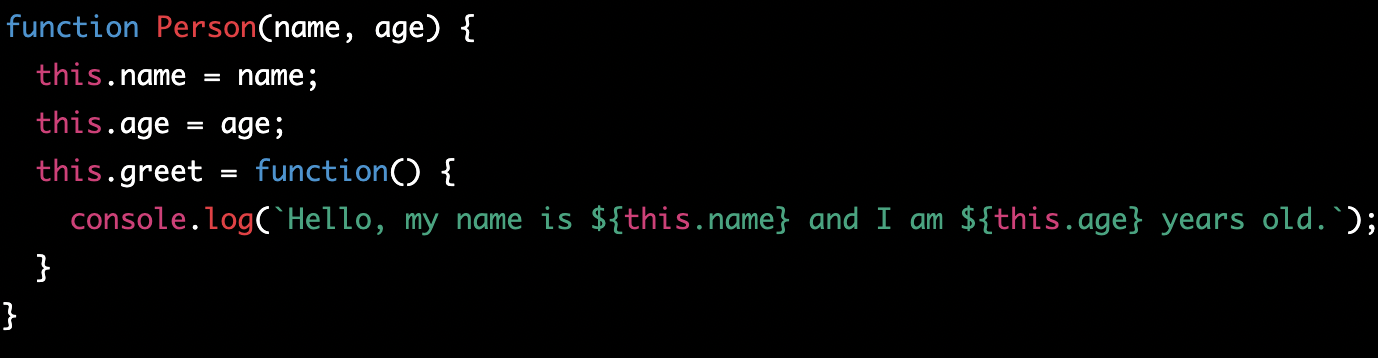 function Person(name, age) {
  this.name = name;
  this.age = age;
  this.greet = function() {
    console.log(`Hello, my name is ${this.name} and I am ${this.age} years old.`);
  }
}